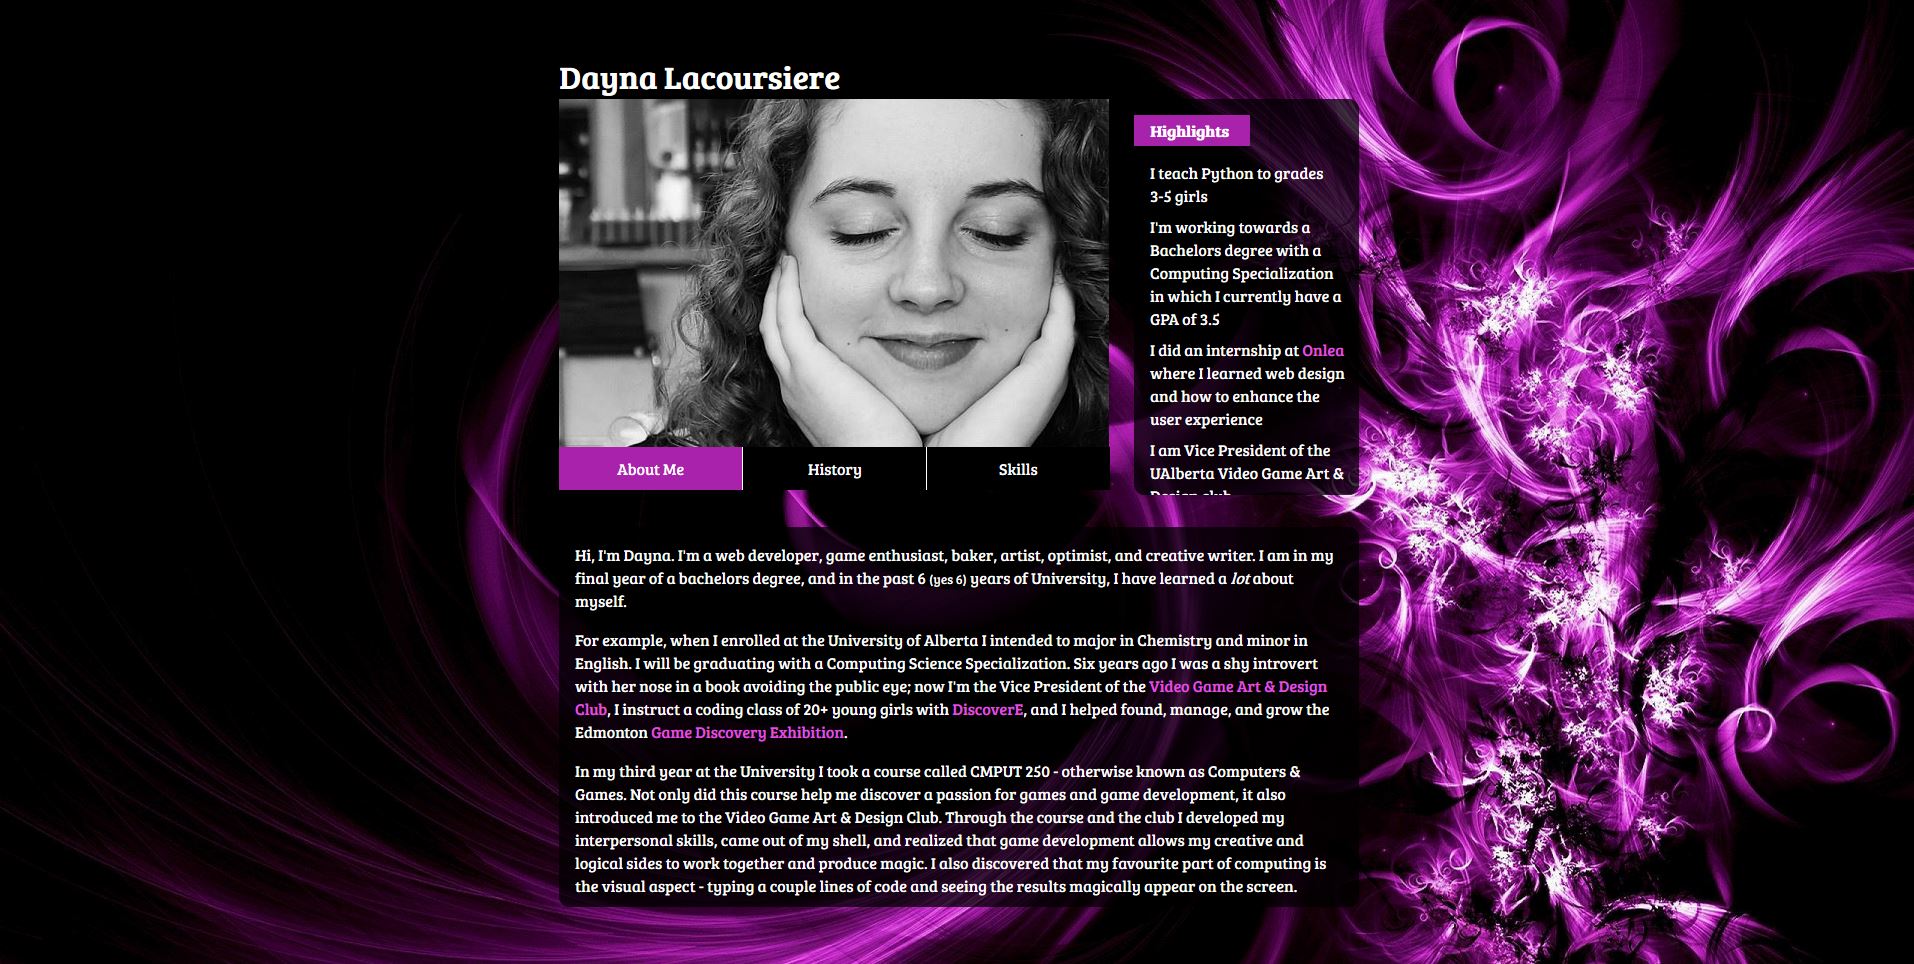 Dayna Lacoursiere
Highlights
I teach Python to grades
3-5 girls
I'm working towards a
Bachelors degree with a
Computing Specialization
in which I currently have a
GPA of 3.5
I did an internship at Onlea
where I learned web design
and how to enhance the
user experience
I am Vice President of the
UAlberta Video Game Art &
Design club
About Me
History
Skills
Hi, I'm Dayna. I'm a web developer, game enthusiast, baker, artist, optimist, and creative writer. I am in my
final year of a bachelors degree, and in the past 6 (yes 6) years of University, I have learned a lot about
myself.
For example, when I enrolled at the University of Alberta I intended to major in Chemistry and minor in
English. I will be graduating with a Computing Science Specialization. Six years ago I was a shy introvert
with her nose in a book avoiding the public eye; now I'm the Vice President of the Video Game Art & Design
Club, I instruct a coding class of 20+ young girls with DiscoverE, and I helped found, manage, and grow the
Edmonton Game Discovery Exhibition.
In my third year at the University I took a course called CMPUT 250 - otherwise known as Computers &
Games. Not only did this course help me discover a passion for games and game development, it also
introduced me to the Video Game Art & Design Club. Through the course and the club I developed my
interpersonal skills, came out of my shell, and realized that game development allows my creative and
logical sides to work together and produce magic. I also discovered that my favourite part of computing is
the visual aspect - typing a couple lines of code and seeing the results magically appear on the screen.